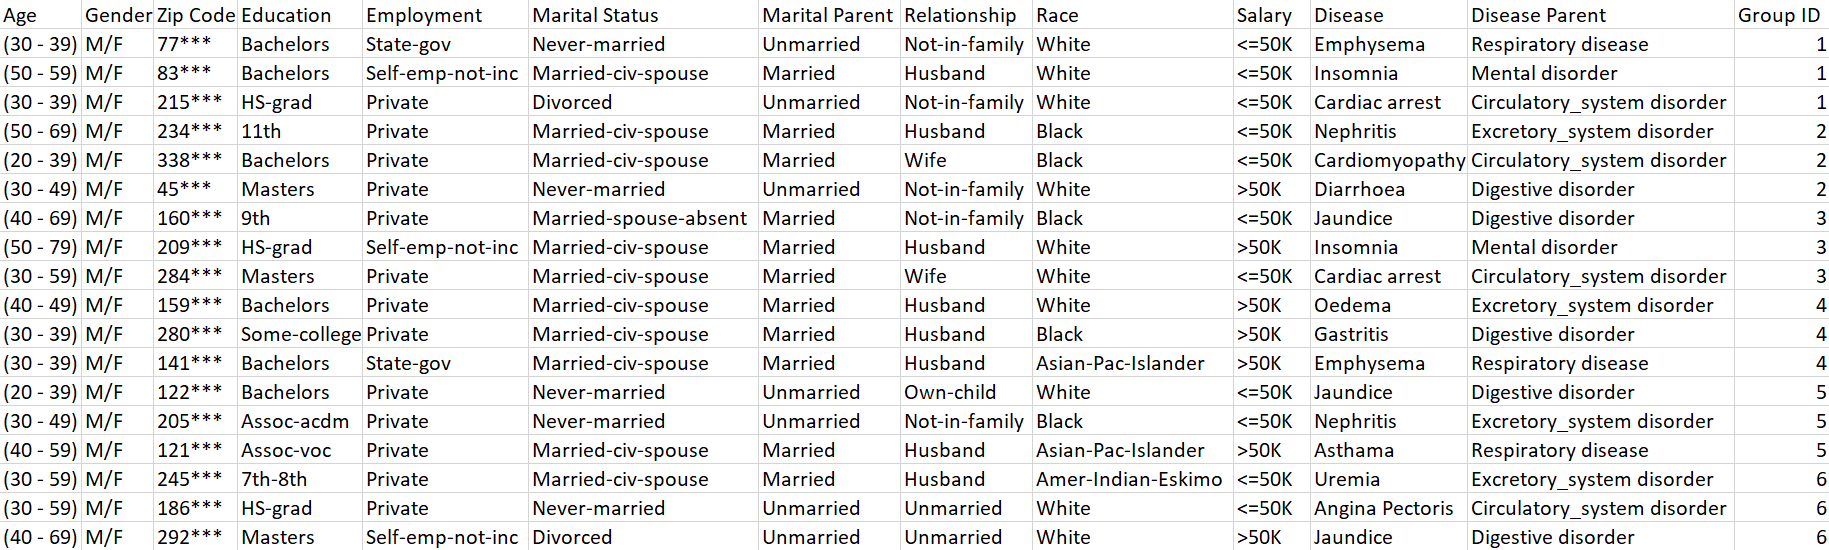 Age Gender Zip Code Education Employment Marital Status Marital Parent Relationship Race Salary Disease Disease Parent Group ID
(30 - 39) M/F 77*** Bachelors State-gov Never-married Unmarried Not-in-family White <=50K Emphysema Respiratory disease 1
(50 - 59) M/F 83*** Bachelors Self-emp-not-inc Married-civ-spouse Married Husband White <=50K Insomnia Mental disorder 1
(30 - 39) M/F 215*** HS-grad Private Divorced Unmarried Not-in-family White <=50K Cardiac arrest Circulatory_system disorder 1
(50 - 69) M/F 234*** 11th Private Married-civ-spouse Married Husband Black <=50K Nephritis Excretory_system disorder 2
(20 - 39) M/F 338*** Bachelors Private Married-civ-spouse Married Wife Black <=50K Cardiomyopathy Circulatory_system disorder 2
(30 - 49) M/F 45*** Masters Private Never-married Unmarried Not-in-family White >50K Diarrhoea Digestive disorder 2
(40 - 69) M/F 160*** 9th Private Married-spouse-absent Married Not-in-family Black <=50K Jaundice Digestive disorder 3
(50 - 79) M/F 209*** HS-grad Self-emp-not-inc Married-civ-spouse Married Husband White >50K Insomnia Mental disorder 3
(30 - 59) M/F 284*** Masters Private Married-civ-spouse Married Wife White <=50K Cardiac arrest Circulatory_system disorder 3
(40 - 49) M/F 159*** Bachelors Private Married-civ-spouse Married Husband White >50K Oedema Excretory_system disorder 4
(30 - 39) M/F 280*** Some-college Private Married-civ-spouse Married Husband Black >50K Gastritis Digestive disorder 4
(30 - 39) M/F 141*** Bachelors State-gov Married-civ-spouse Married Husband Asian-Pac-Islander >50K Emphysema Respiratory disease 4
(20 - 39) M/F 122*** Bachelors Private Never-married Unmarried Own-child White <=50K Jaundice Digestive disorder 5
(30 - 49) M/F 205*** Assoc-acdm Private Never-married Unmarried Not-in-family Black <=50K Nephritis Excretory_system disorder 5
(40 - 59) M/F 121*** Assoc-voc Private Married-civ-spouse Married Husband Asian-Pac-Islander >50K Asthama Respiratory disease 5
(30 - 59) M/F 245*** 7th-8th Private Married-civ-spouse Married Husband Amer-Indian-Eskimo <=50K Uremia Excretory_system disorder 6
(30 - 59) M/F 186*** HS-grad Private Never-married Unmarried Unmarried White <=50K Angina Pectoris Circulatory_system disorder 6
(40 - 69) M/F 292*** Masters Self-emp-not-inc Divorced Unmarried Unmarried White >50K Jaundice Digestive disorder 6